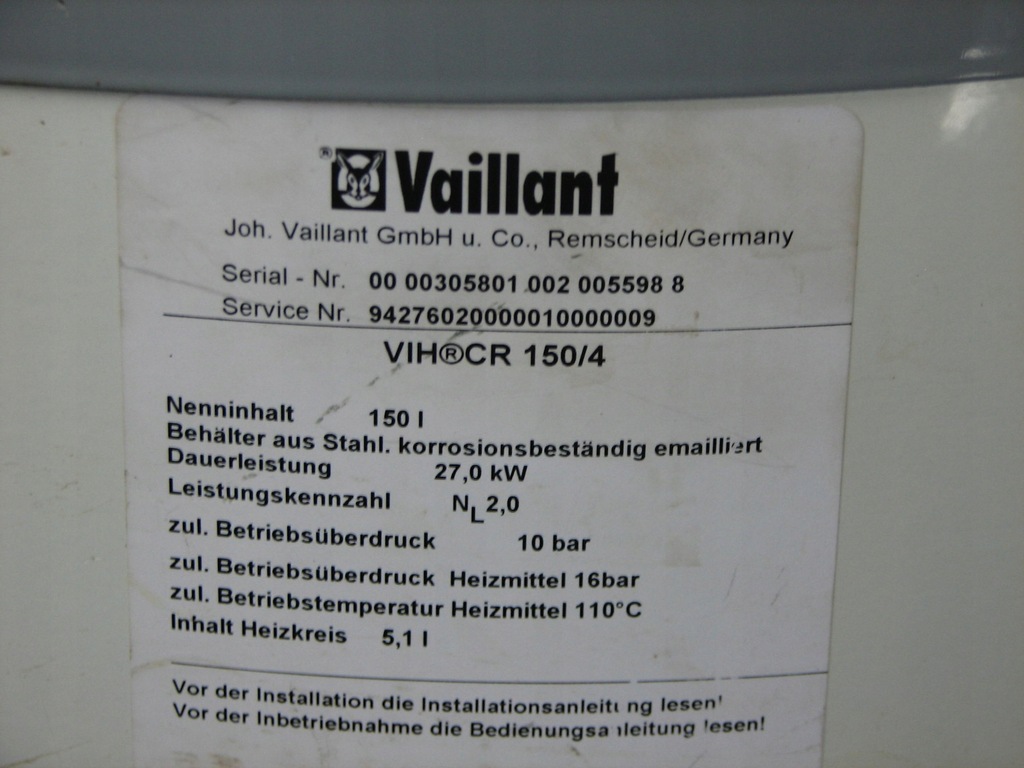 ® Vaillant
Joh. Vaillant GmbH u. Co., Remscheid/Germany
Serial - Nr. 00 00305801 002 005598 8
Service Nr. 94276020000010000009
VIH®CR 150/4
Nenninhalt 150 l
Behälter aus Stahl. korrosionsbeständig emailliert
Dauerleistung 27,0 kW
Leistungskennzahl NL 2,0
zul. Betriebsüberdruck 10 bar
zul. Betriebsüberdruck Heizmittel 16bar
zul. Betriebstemperatur Heizmittel 110°C
Inhalt Heizkreis 5,1 l
Vor der Installation die Installationsanleitung lesen!
Vor der Inbetriebnahme die Bedienungsanleitung lesen!